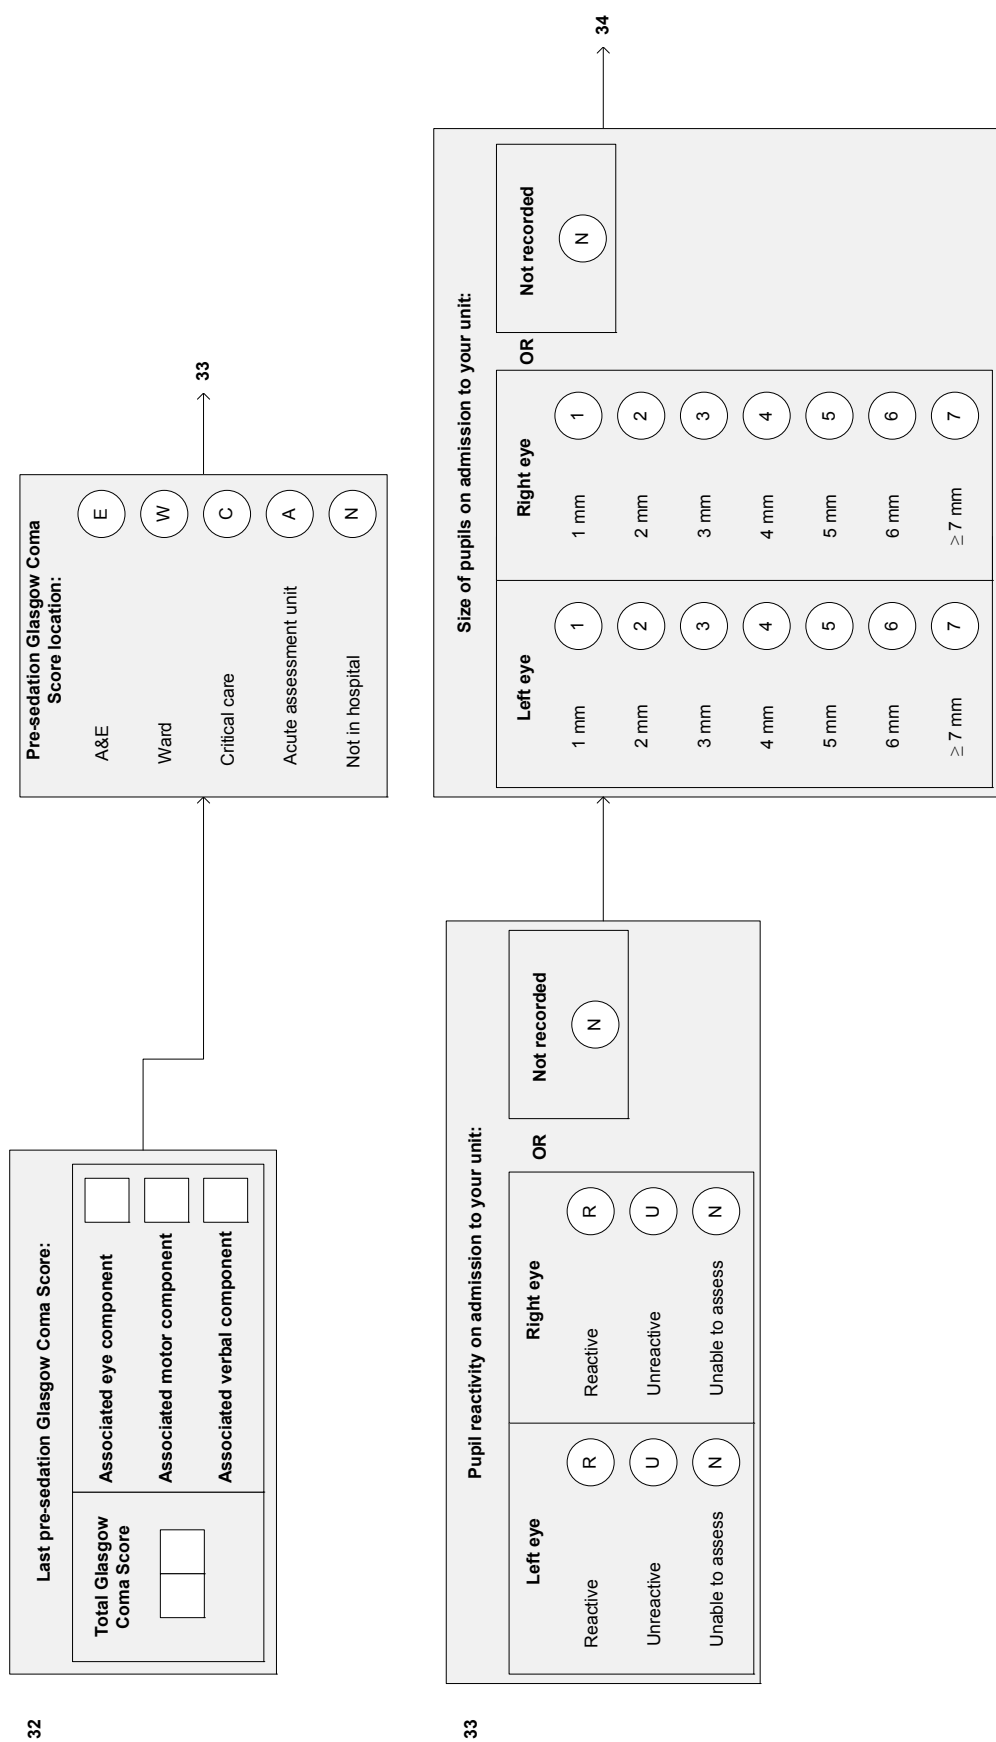 32
Last pre-sedation Glasgow Coma Score:
Total Glasgow
Coma Score
Associated eye component
Associated motor component
Associated verbal component
Pre-sedation Glasgow Coma
Score location:
A&E E
Ward W
Critical care C
Acute assessment unit A
Not in hospital N
33
33
Pupil reactivity on admission to your unit:
Left eye
Reactive R
Unreactive U
Unable to assess N
Right eye
Reactive R
Unreactive U
Unable to assess N
OR
Not recorded
N
Size of pupils on admission to your unit:
Left eye
1 mm 1
2 mm 2
3 mm 3
4 mm 4
5 mm 5
6 mm 6
≥ 7 mm 7
Right eye
1 mm 1
2 mm 2
3 mm 3
4 mm 4
5 mm 5
6 mm 6
≥ 7 mm 7
OR
Not recorded
N
34